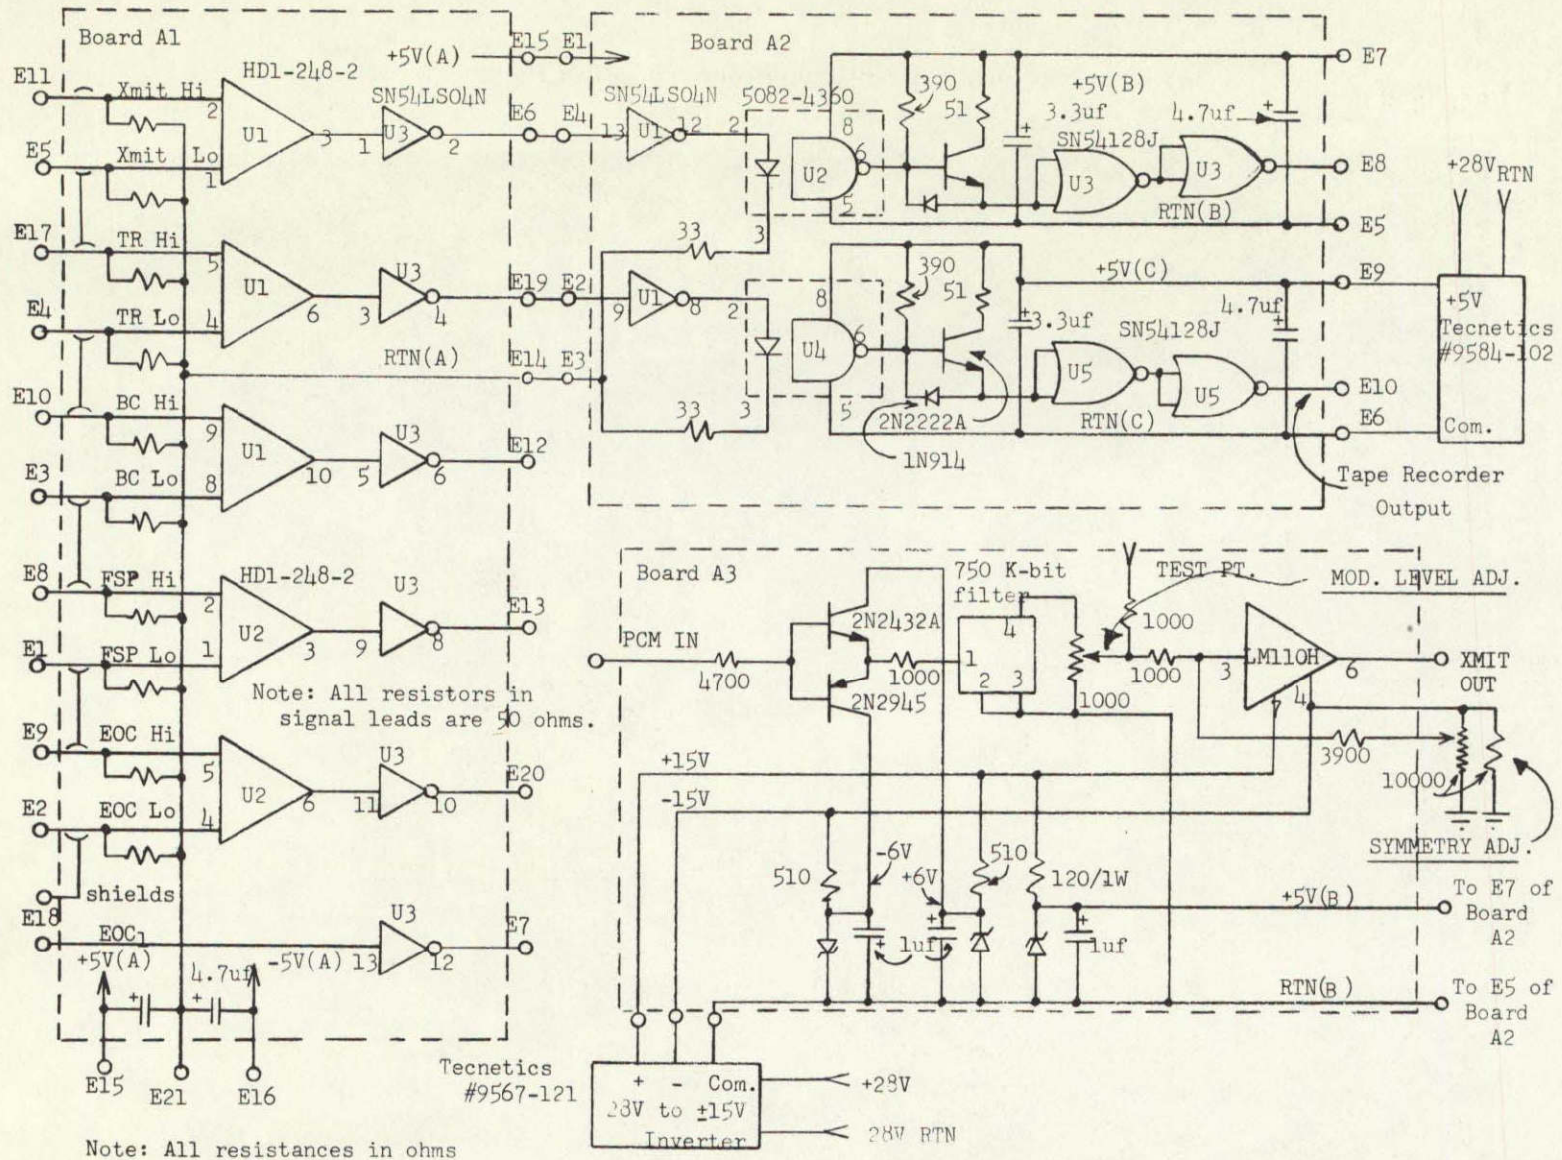 Board A1
E11
Xmit Hi
2
HD1-248-2
U1
3
SN54LS04N
1
U3
2
E5
Xmit Lo
1
+5V(A)
E15 E1
E6 E4
E17
TR Hi
5
U1
6
U3
3
4
E19 E2
E4
TR Lo
4
RTN(A)
E14 E3
E10
BC Hi
9
U1
10
U3
5
6
E12
E3
BC Lo
8
E8
FSP Hi
2
HD1-248-2
U2
3
U3
9
8
E13
E1
FSP Lo
1
Note: All resistors in
signal leads are 50 ohms.
E9
EOC Hi
5
U2
6
U3
11
10
E20
E2
EOC Lo
4
shields
E18
EOC1
U3
13
12
E7
+5V(A)
4.7uf
-5V(A)
E15
E21
E16
Note: All resistances in ohms
Board A2
SN54LS04N
13
U1
12
2
5082-4360
8
U2
6
5
3
390
51
+5V(B)
3.3uf
4.7uf
SN54128J
U3
U3
RTN(B)
E7
E8
E5
33
9
U1
8
2
8
U4
6
5
3
33
390
51
+5V(C)
3.3uf
4.7uf
SN54128J
U5
U5
RTN(C)
2N2222A
1N914
E9
E10
E6
+28V
RTN
+5V
Tecnetics
#9584-102
Com.
Tape Recorder
Output
Board A3
PCM IN
4700
2N2432A
2N2945
1000
750 K-bit
filter
4
1
2
3
1000
TEST PT.
1000
1000
MOD. LEVEL ADJ.
3
LM110H
6
7
4
XMIT
OUT
3900
10000
SYMMETRY ADJ.
+15V
-15V
510
-6V
+6V
510
120/1W
1uf
1uf
+5V(B)
To E7 of
Board
A2
RTN(B)
To E5 of
Board
A2
Tecnetics
#9567-121
+ - Com.
28V to ±15V
Inverter
+28V
28V RTN